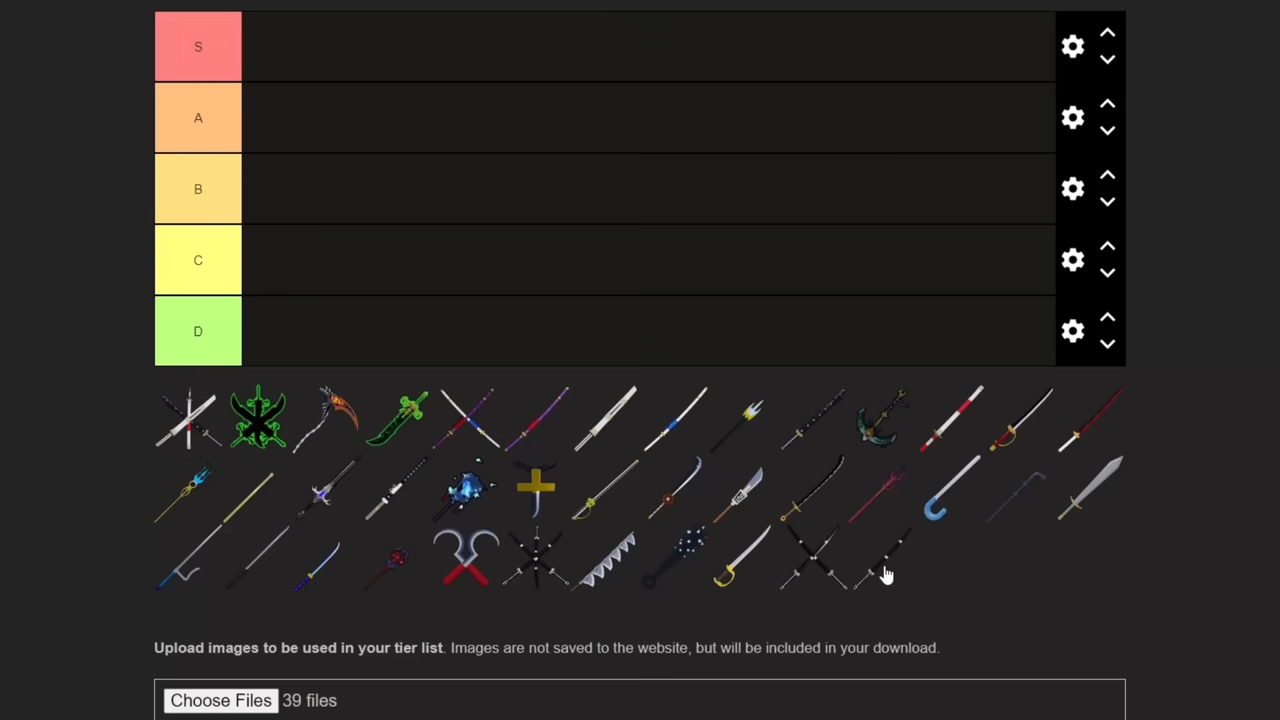 S
A
B
C
D
Upload images to be used in your tier list. Images are not saved to the website, but will be included in your download.
Choose Files 39 files